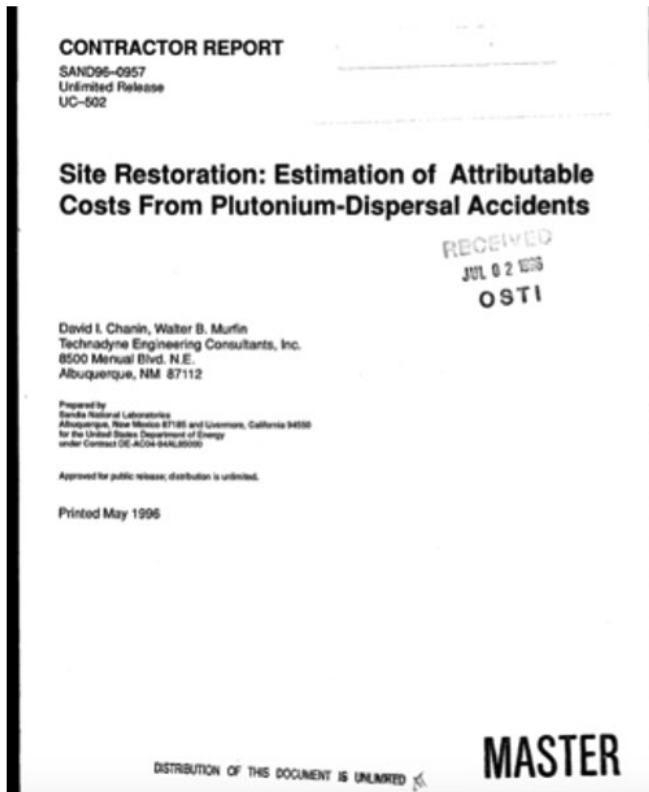 CONTRACTOR REPORT
SAND96-0957
Unlimited Release
UC-502
Site Restoration: Estimation of Attributable
Costs From Plutonium-Dispersal Accidents
RECEIVED
JUL 02 1996
OSTI
David I. Chanin, Walter B. Murfin
Technadyne Engineering Consultants, Inc.
8500 Menual Blvd. N.E.
Albuquerque, NM 87112
Prepared by
Sandia National Laboratories
Albuquerque, New Mexico 87185 and Livermore, California 94550
for the United States Department of Energy
under Contract DE-AC04-94AL85000
Approved for public release; distribution is unlimited.
Printed May 1996
MASTER
DISTRIBUTION OF THIS DOCUMENT IS UNLIMITED